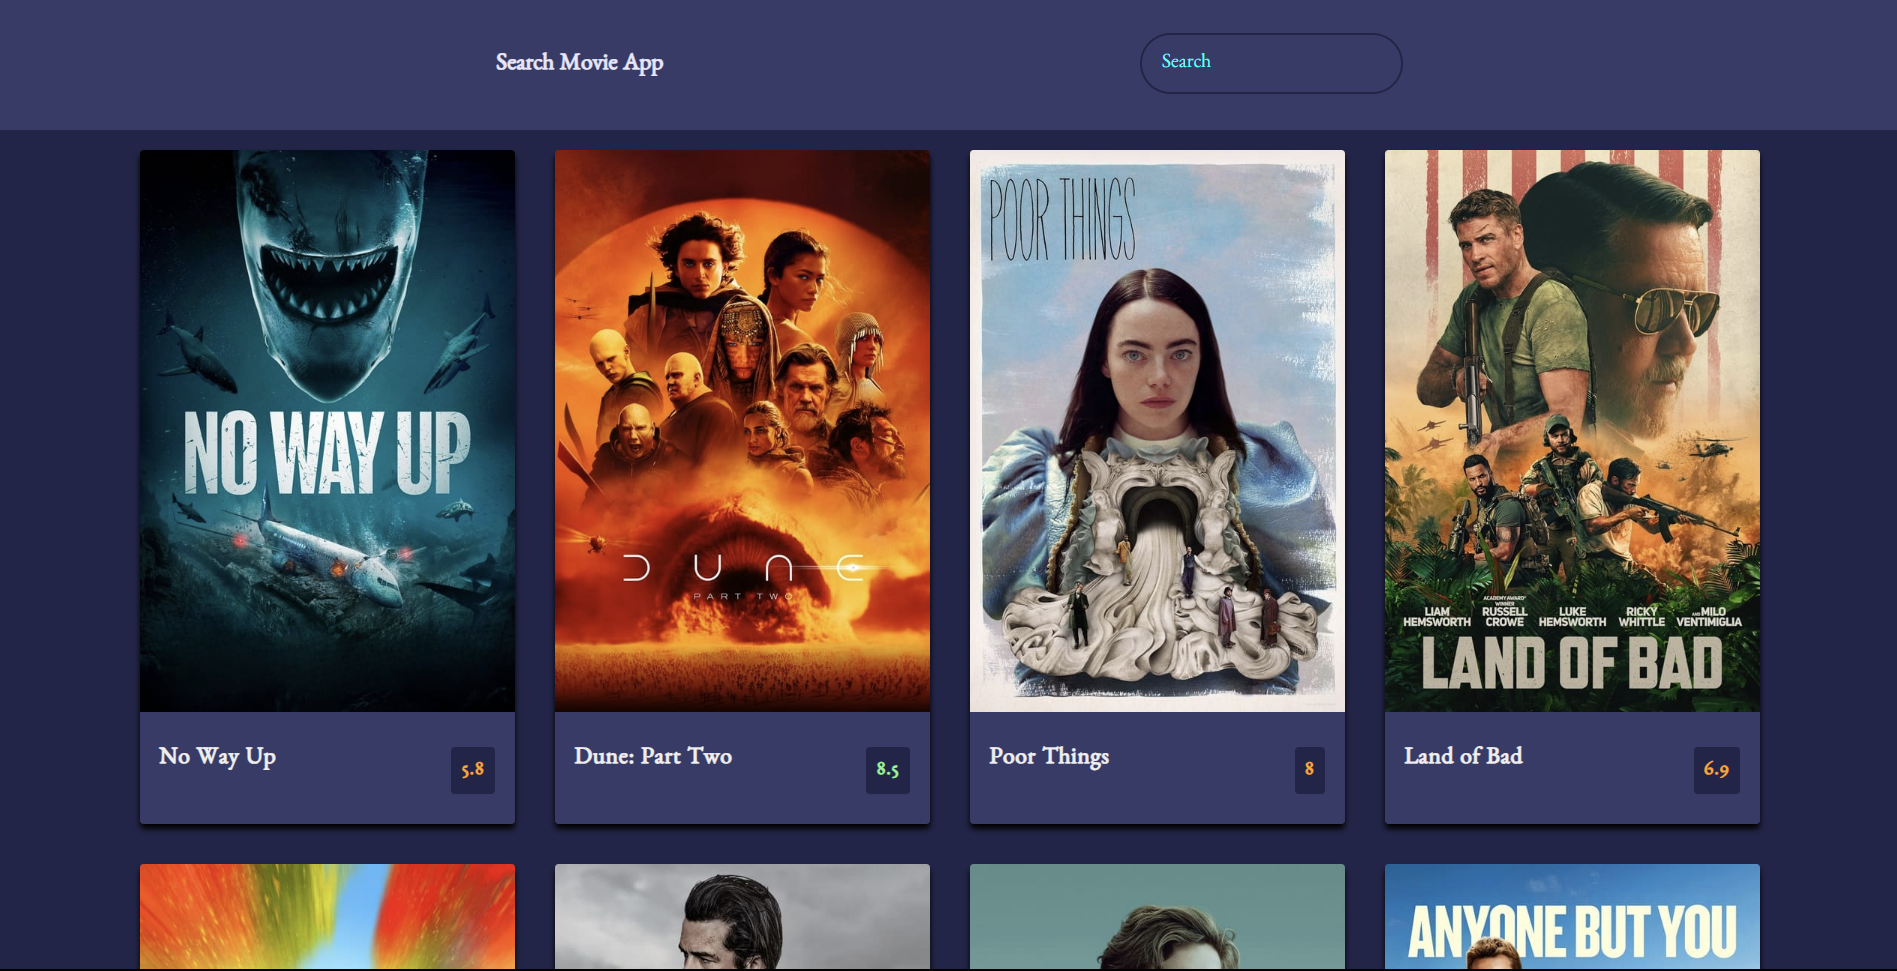 Search Movie App
Search
NO WAY UP
DUNE
PART TWO
POOR THINGS
LIAM HEMSWORTH
ACADEMY AWARD® WINNER RUSSELL CROWE
LUKE HEMSWORTH
RICKY WHITTLE
AND MILO VENTIMIGLIA
LAND OF BAD
No Way Up
5.8
Dune: Part Two
8.5
Poor Things
8
Land of Bad
6.9
ANYONE BUT YOU